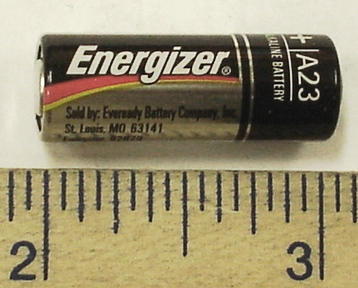 Energizer®
Sold by: Eveready Battery Company, Inc.
St. Louis, MO 63141
+ A23
ALKALINE BATTERY
2 3